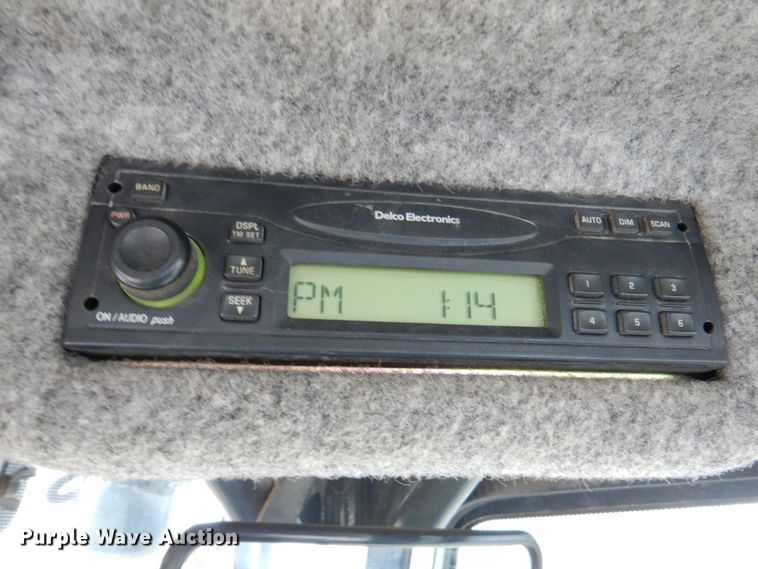 BAND
PWR
DSPL
TM SET
Delco Electronics
AUTO DIM SCAN
▲
TUNE
SEEK
▼
PM 1:14
1 2 3
4 5 6
ON / AUDIO push
Purple Wave Auction